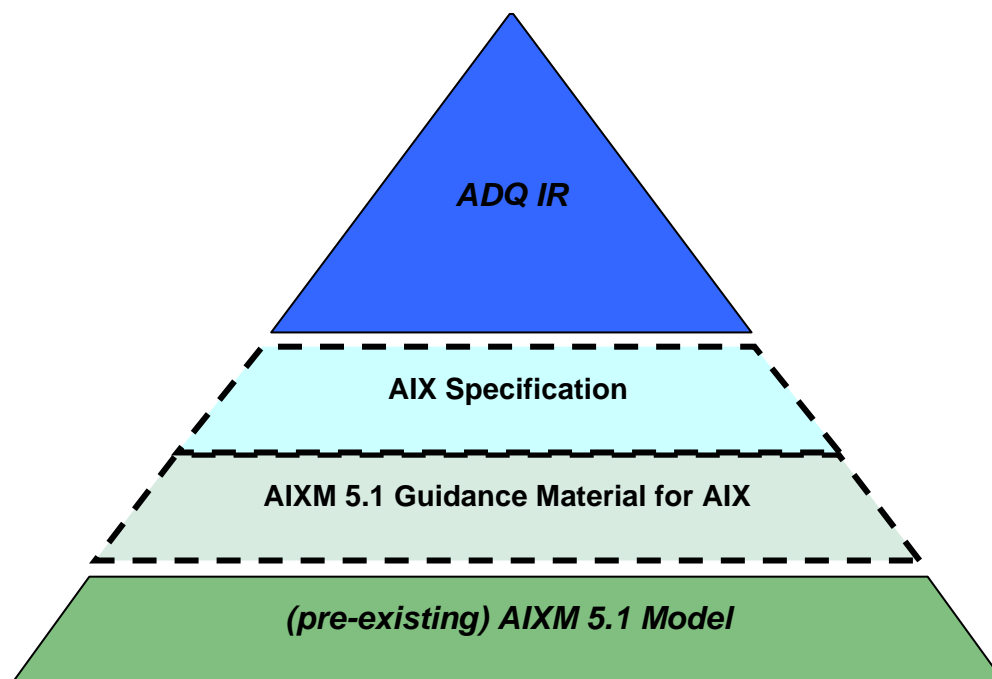 ADQ IR
AIX Specification
AIXM 5.1 Guidance Material for AIX
(pre-existing) AIXM 5.1 Model